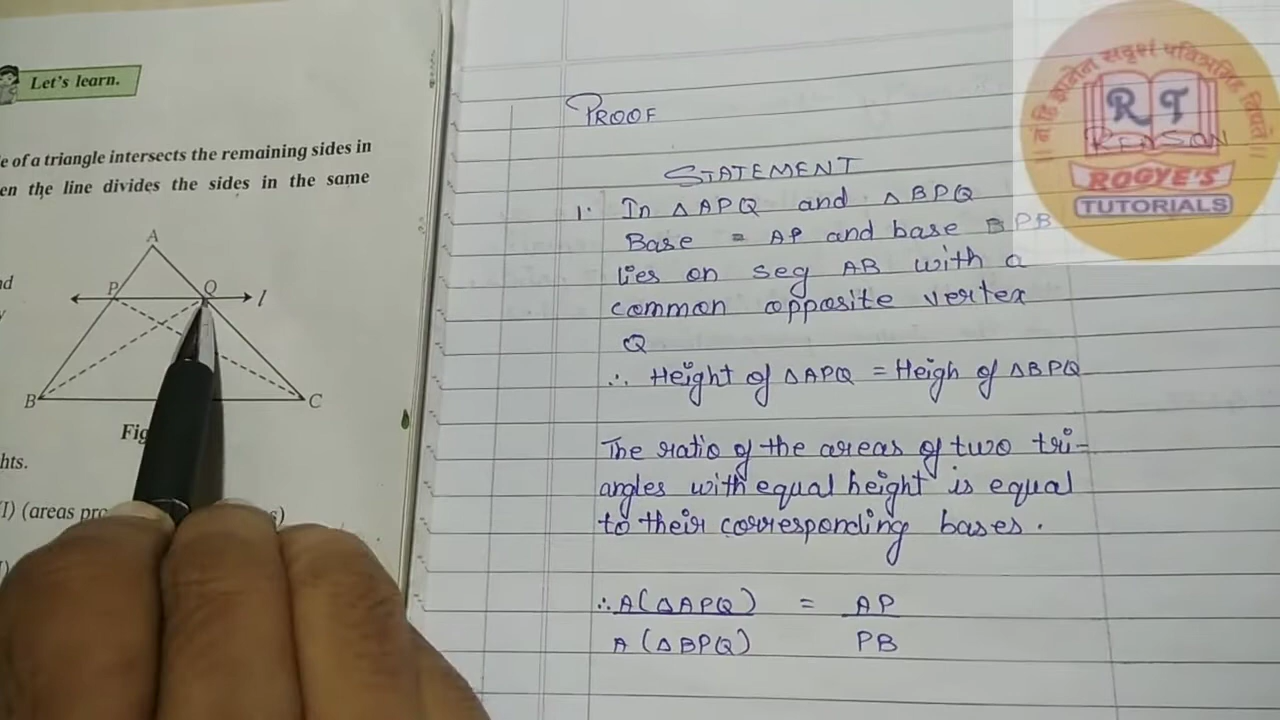 Let's learn.
e of a triangle intersects the remaining sides in
en the line divides the sides in the same
A
P
Q
l
B
C
Fig
hts.
I) (areas pro
s)
PROOF
STATEMENT
REASON
1. In △APQ and △BPQ
Base = AP and base PB
lies on seg AB with a
common opposite vertex
Q
∴ Height of △APQ = Heigh of △BPQ
The ratio of the areas of two tri-
angles with equal height is equal
to their corresponding bases.
∴ A(△APQ) = AP
A(△BPQ) PB
RT
ROGYE'S
TUTORIALS